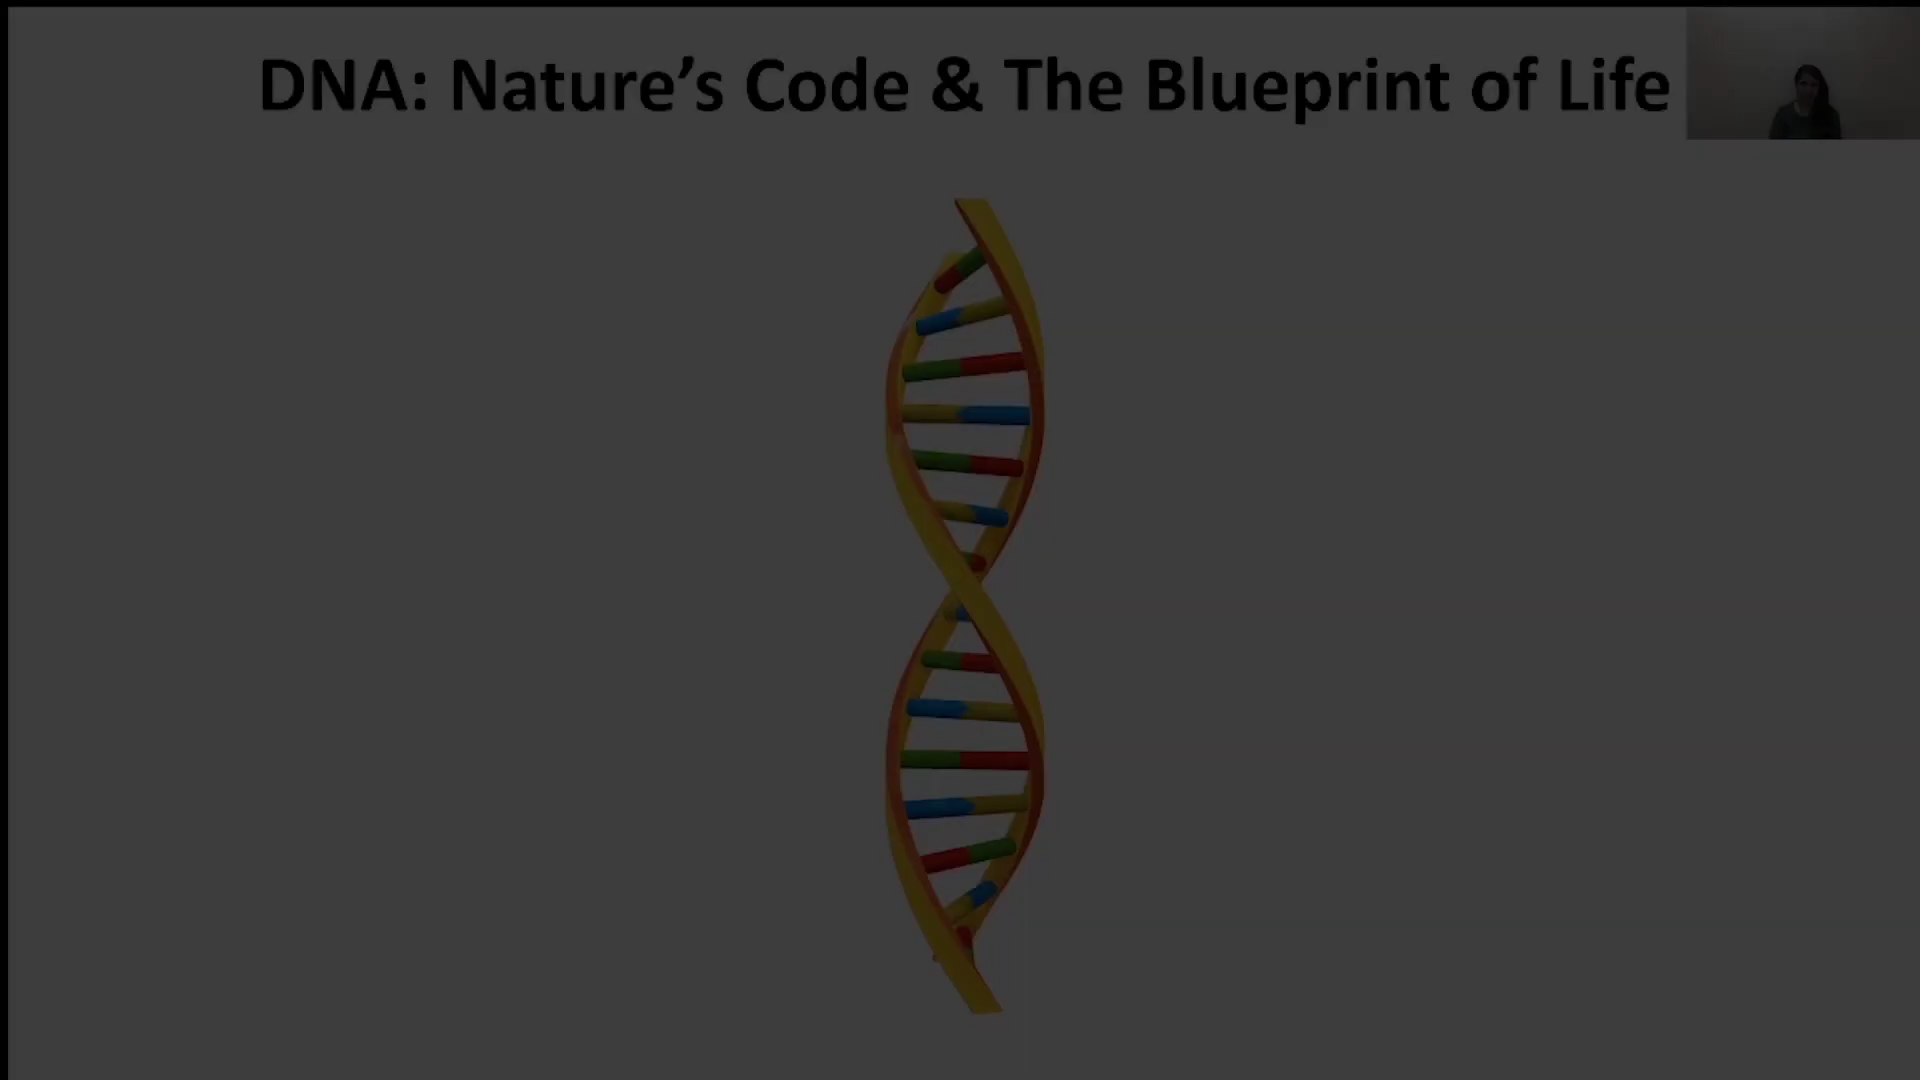 DNA: Nature’s Code & The Blueprint of Life